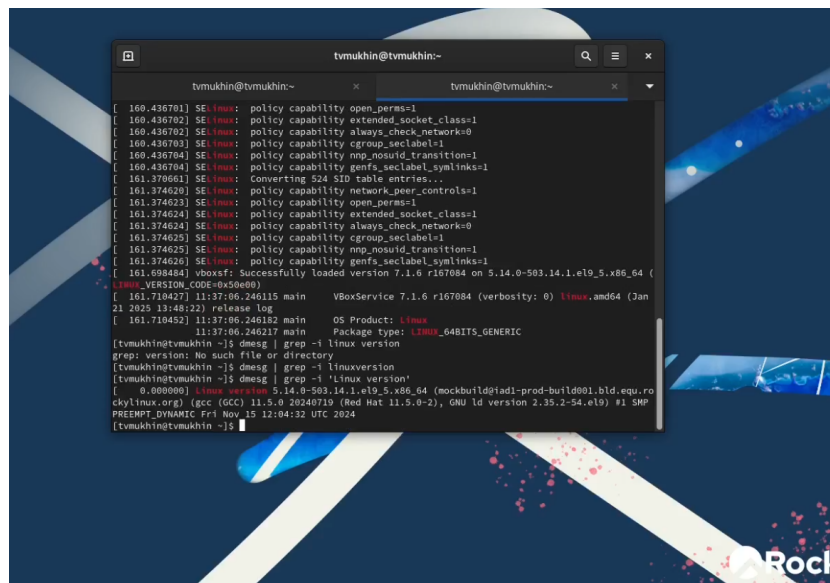 tvmukhin@tvmukhin:~
tvmukhin@tvmukhin:~ ×
tvmukhin@tvmukhin:~ ×
[  160.436701] SELinux:  policy capability open_perms=1
[  160.436702] SELinux:  policy capability extended_socket_class=1
[  160.436702] SELinux:  policy capability always_check_network=0
[  160.436703] SELinux:  policy capability cgroup_seclabel=1
[  160.436704] SELinux:  policy capability nnp_nosuid_transition=1
[  160.436704] SELinux:  policy capability genfs_seclabel_symlinks=1
[  161.370661] SELinux:  Converting 524 SID table entries...
[  161.374620] SELinux:  policy capability network_peer_controls=1
[  161.374623] SELinux:  policy capability open_perms=1
[  161.374624] SELinux:  policy capability extended_socket_class=1
[  161.374624] SELinux:  policy capability always_check_network=0
[  161.374625] SELinux:  policy capability cgroup_seclabel=1
[  161.374625] SELinux:  policy capability nnp_nosuid_transition=1
[  161.374626] SELinux:  policy capability genfs_seclabel_symlinks=1
[  161.698484] vboxsf: Successfully loaded version 7.1.6 r167084 on 5.14.0-503.14.1.el9_5.x86_64 (
LINUX_VERSION_CODE=0x50e00)
[  161.710427] 11:37:06.246115 main     VBoxService 7.1.6 r167084 (verbosity: 0) linux.amd64 (Jan
21 2025 13:48:22) release log
[  161.710452] 11:37:06.246182 main     OS Product: Linux
11:37:06.246217 main     Package type: LINUX_64BITS_GENERIC
[tvmukhin@tvmukhin ~]$ dmesg | grep -i linux version
grep: version: No such file or directory
[tvmukhin@tvmukhin ~]$ dmesg | grep -i linuxversion
[tvmukhin@tvmukhin ~]$ dmesg | grep -i 'Linux version'
[    0.000000] Linux version 5.14.0-503.14.1.el9_5.x86_64 (mockbuild@iad1-prod-build001.bld.equ.ro
ckylinux.org) (gcc (GCC) 11.5.0 20240719 (Red Hat 11.5.0-2), GNU ld version 2.35.2-54.el9) #1 SMP
PREEMPT_DYNAMIC Fri Nov 15 12:04:32 UTC 2024
[tvmukhin@tvmukhin ~]$
Rocl